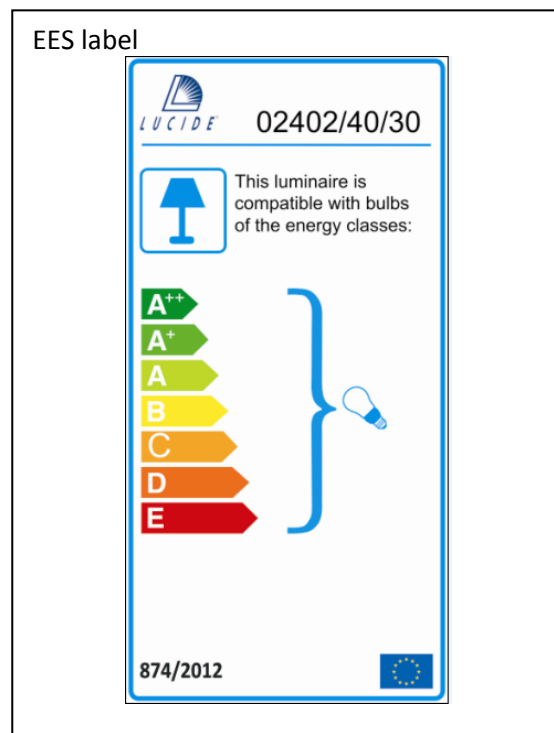 EES label
LUCIDE
02402/40/30
This luminaire is
compatible with bulbs
of the energy classes:
A++
A+
A
B
C
D
E
874/2012